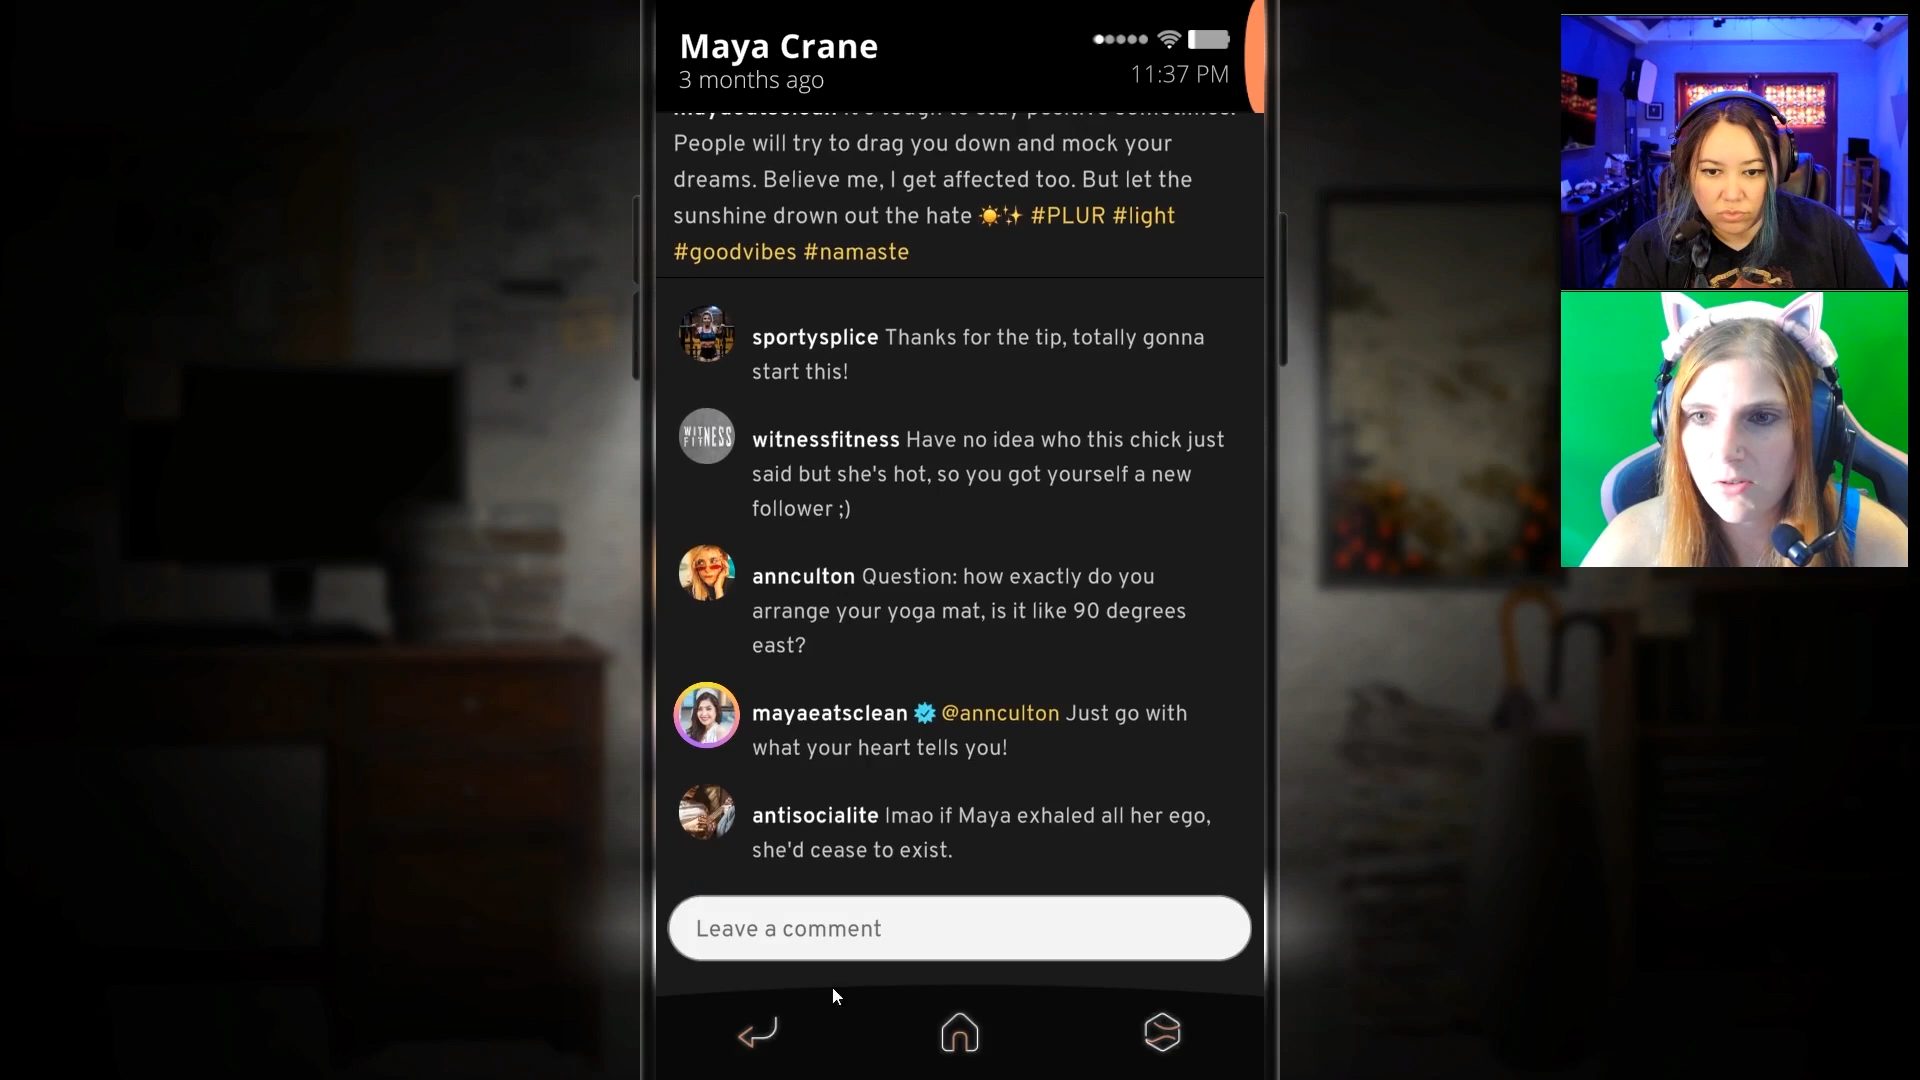 Maya Crane
3 months ago
11:37 PM
People will try to drag you down and mock your
dreams. Believe me, I get affected too. But let the
sunshine drown out the hate ☀️✨ #PLUR #light
#goodvibes #namaste
sportysplice Thanks for the tip, totally gonna
start this!
WITNESS
FIT
witnessfitness Have no idea who this chick just
said but she's hot, so you got yourself a new
follower ;)
annculton Question: how exactly do you
arrange your yoga mat, is it like 90 degrees
east?
mayaeatsclean @annculton Just go with
what your heart tells you!
antisocialite lmao if Maya exhaled all her ego,
she'd cease to exist.
Leave a comment